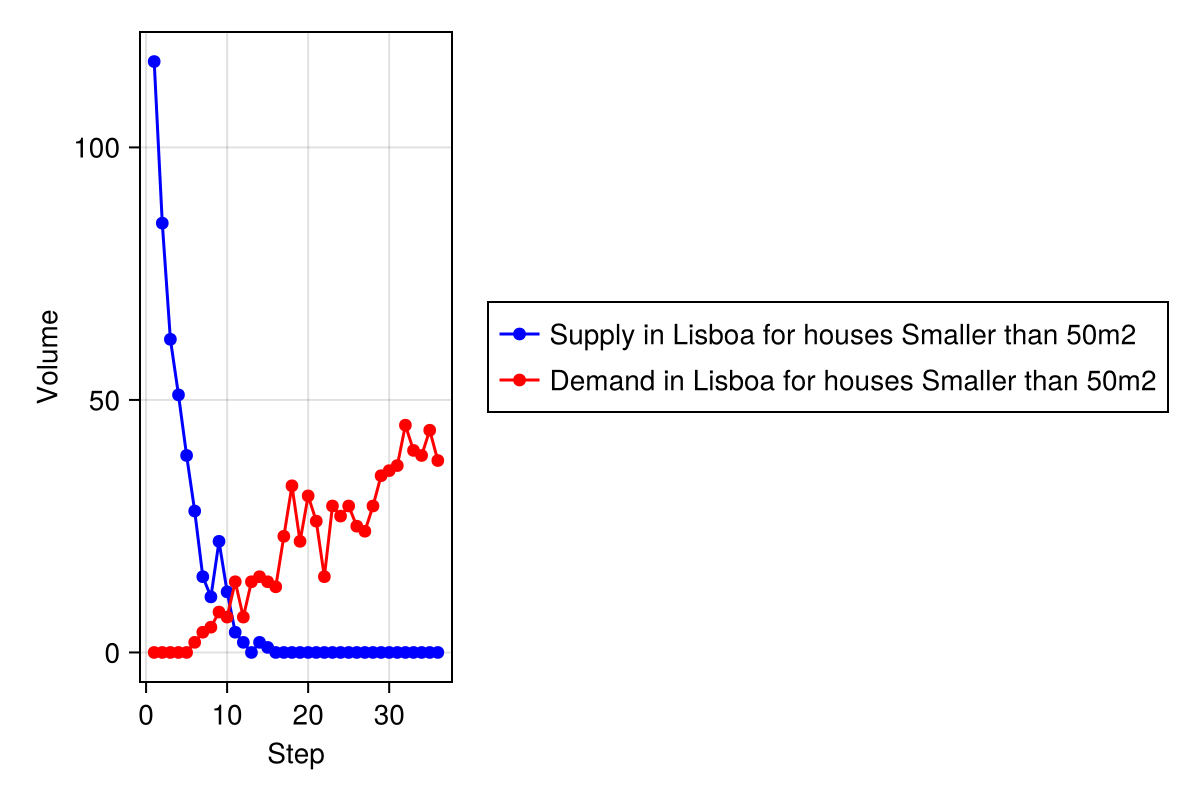 100
50
0
Volume
0 10 20 30
Step
Supply in Lisboa for houses Smaller than 50m2
Demand in Lisboa for houses Smaller than 50m2